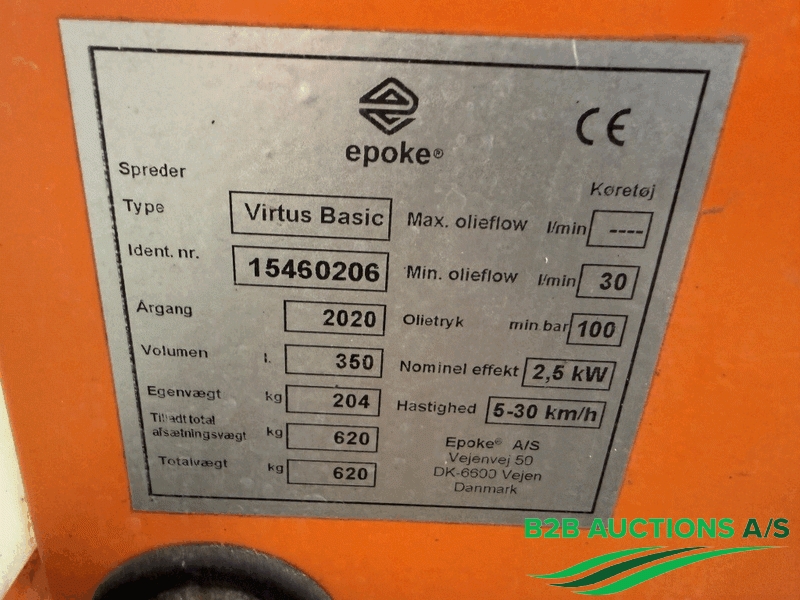 epoke®
CE
Spreder
Køretøj
Type Virtus Basic
Max. olieflow l/min ----
Ident. nr. 15460206
Min. olieflow l/min 30
Årgang 2020
Olietryk min bar 100
Volumen l. 350
Nominel effekt 2,5 kW
Egenvægt kg 204
Hastighed 5-30 km/h
Tilladt total
afsætningsvægt kg 620
Totalvægt kg 620
Epoke® A/S
Vejenvej 50
DK-6600 Vejen
Danmark
B2B AUCTIONS A/S